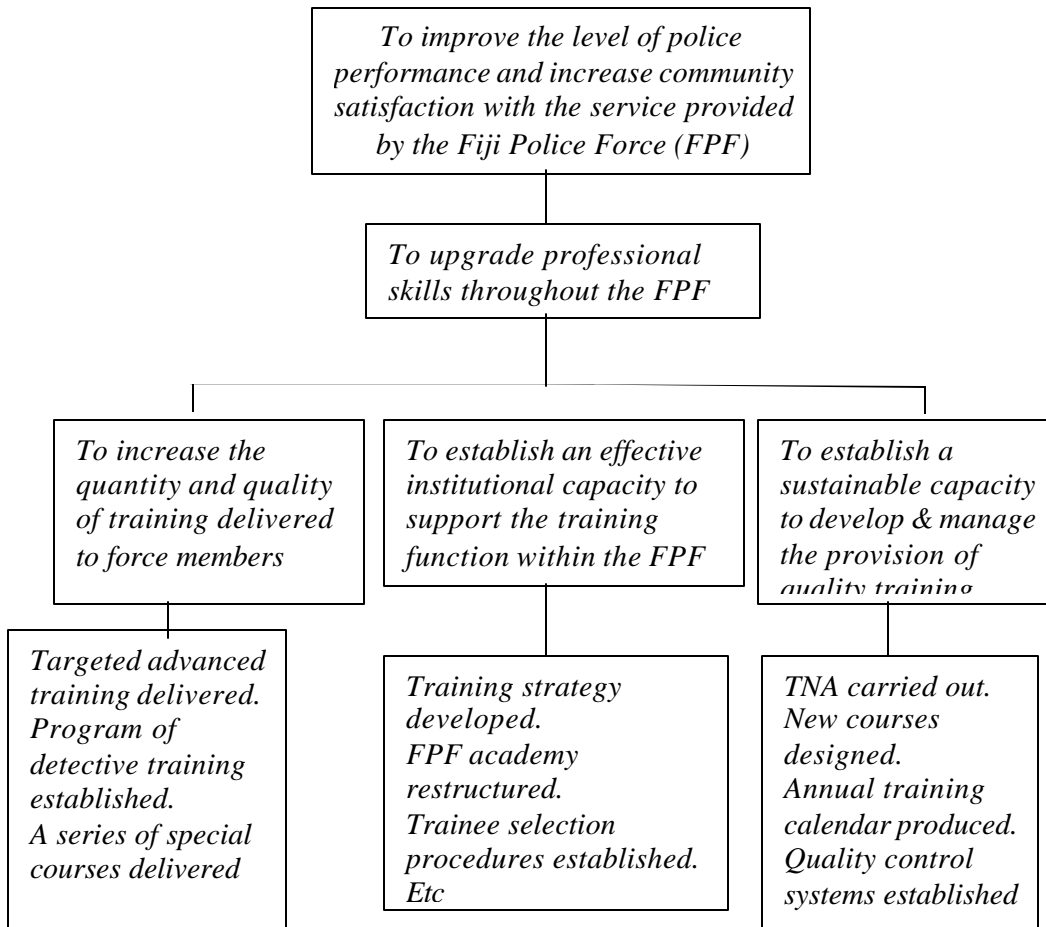 To improve the level of police
performance and increase community
satisfaction with the service provided
by the Fiji Police Force (FPF)
To upgrade professional
skills throughout the FPF
To increase the
quantity and quality
of training delivered
to force members
To establish an effective
institutional capacity to
support the training
function within the FPF
To establish a
sustainable capacity
to develop & manage
the provision of
quality training
Targeted advanced
training delivered.
Program of
detective training
established.
A series of special
courses delivered
Training strategy
developed.
FPF academy
restructured.
Trainee selection
procedures established.
Etc
TNA carried out.
New courses
designed.
Annual training
calendar produced.
Quality control
systems established